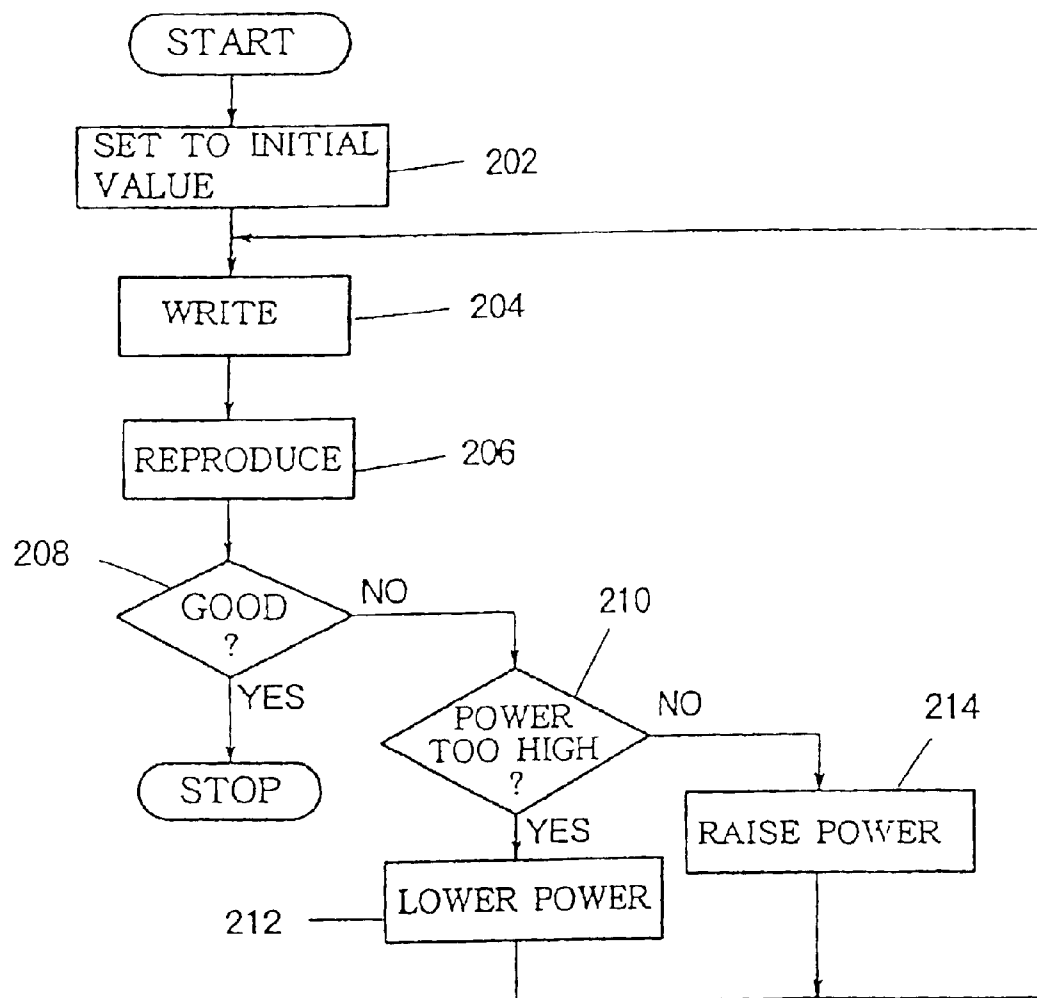 START
SET TO INITIAL
VALUE
202
WRITE
204
REPRODUCE
206
208
GOOD
?
NO
YES
STOP
210
POWER
TOO HIGH
?
NO
YES
214
RAISE POWER
LOWER POWER
212